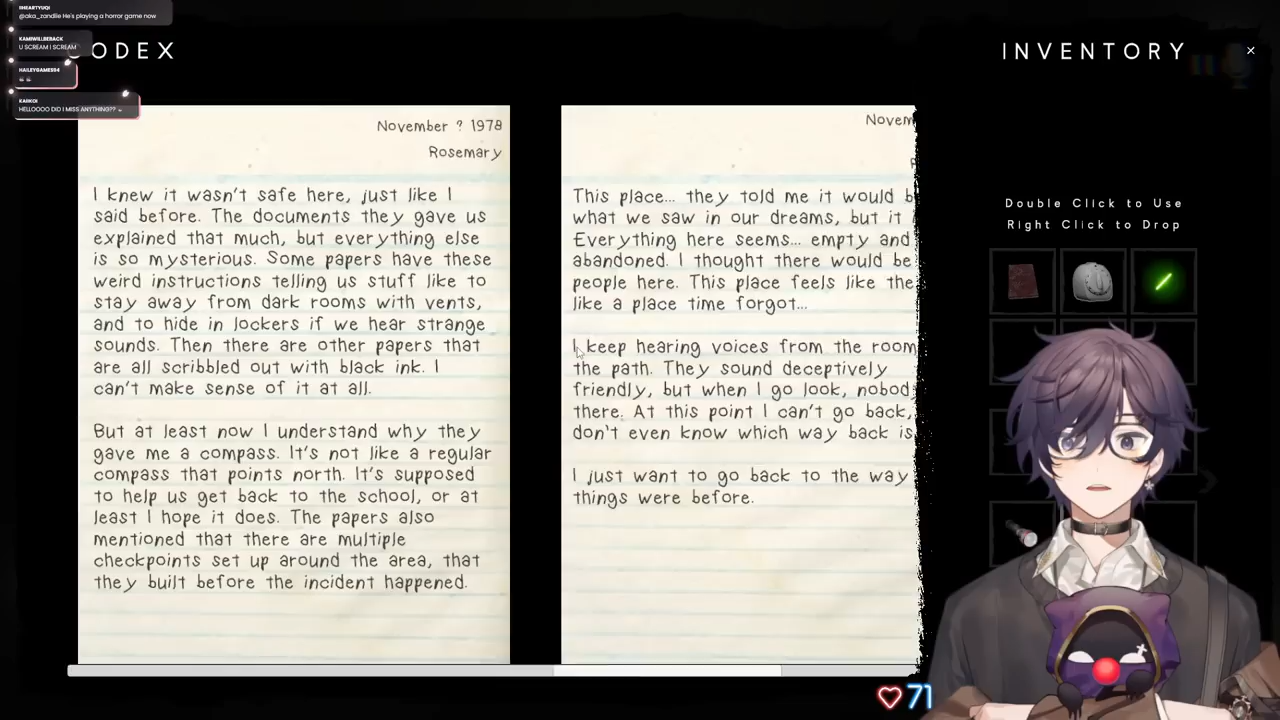 IIHEARTYUQI
@aka_zandile He's playing a horror game now
KAMIWILLBEBACK
U SCREAM I SCREAM
HAILEYGAMES84
KARKOI
HELLOOOO DID I MISS ANYTHING??
ODEX
INVENTORY
November ? 1978
Rosemary
I knew it wasn't safe here, just like I
said before. The documents they gave us
explained that much, but everything else
is so mysterious. Some papers have these
weird instructions telling us stuff like to
stay away from dark rooms with vents,
and to hide in lockers if we hear strange
sounds. Then there are other papers that
are all scribbled out with black ink. I
can't make sense of it at all.
But at least now I understand why they
gave me a compass. It's not like a regular
compass that points north. It's supposed
to help us get back to the school, or at
least I hope it does. The papers also
mentioned that there are multiple
checkpoints set up around the area, that
they built before the incident happened.
Novem
This place... they told me it would b
what we saw in our dreams, but it
Everything here seems... empty and
abandoned. I thought there would be
people here. This place feels like the
like a place time forgot...
I keep hearing voices from the room
the path. They sound deceptively
friendly, but when I go look, nobod
there. At this point I can't go back,
don't even know which way back is
I just want to go back to the way
things were before.
Double Click to Use
Right Click to Drop
71